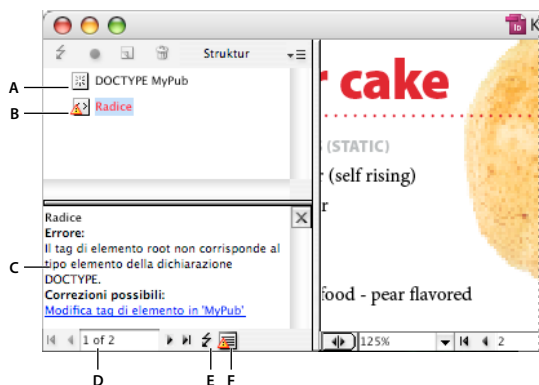 K
Struktur
A
DOCTYPE MyPub
B
Radice
r cake
S (STATIC)
r (self rising)
r
food - pear flavored
C
Radice
Errore:
Il tag di elemento root non corrisponde al
tipo elemento della dichiarazione
DOCTYPE.
Correzioni possibili:
Modifica tag di elemento in 'MyPub'
1 of 2
125%
2
D
E
F